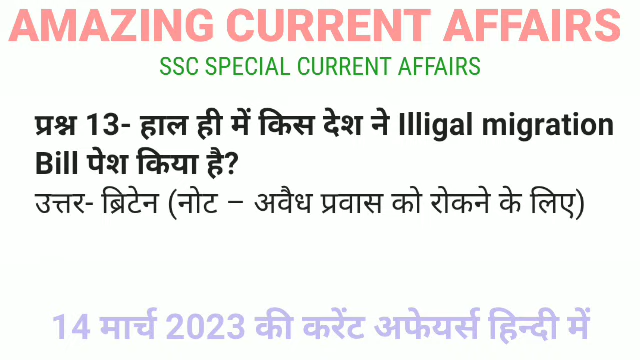 AMAZING CURRENT AFFAIRS
SSC SPECIAL CURRENT AFFAIRS
प्रश्न 13- हाल ही में किस देश ने Illigal migration
Bill पेश किया है?
उत्तर- ब्रिटेन (नोट – अवैध प्रवास को रोकने के लिए)
14 मार्च 2023 की करेंट अफेयर्स हिन्दी में